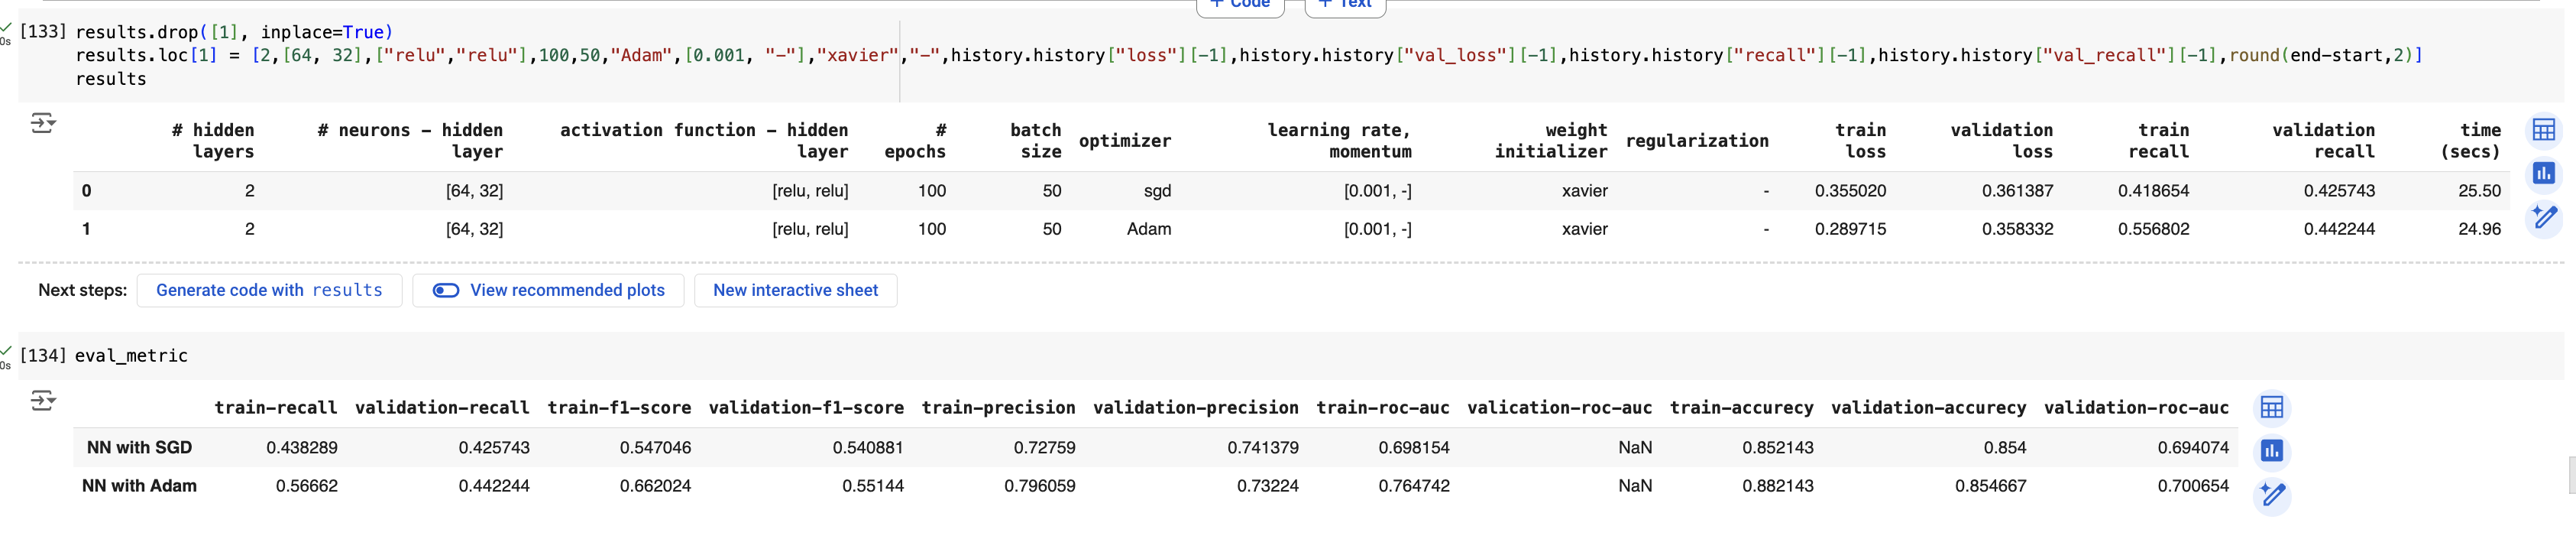 + Code + Text
[133] results.drop([1], inplace=True)
0s
results.loc[1] = [2,[64, 32],["relu","relu"],100,50,"Adam",[0.001, "-"],"xavier","-",history.history["loss"][-1],history.history["val_loss"][-1],history.history["recall"][-1],history.history["val_recall"][-1],round(end-start,2)]
results
# hidden layers # neurons - hidden layer activation function - hidden layer # epochs batch size optimizer learning rate, momentum weight initializer regularization train loss validation loss train recall validation recall time (secs)
0 2 [64, 32] [relu, relu] 100 50 sgd [0.001, -] xavier - 0.355020 0.361387 0.418654 0.425743 25.50
1 2 [64, 32] [relu, relu] 100 50 Adam [0.001, -] xavier - 0.289715 0.358332 0.556802 0.442244 24.96
Next steps: Generate code with results View recommended plots New interactive sheet
[134] eval_metric
0s
train-recall validation-recall train-f1-score validation-f1-score train-precision validation-precision train-roc-auc valication-roc-auc train-accurecy validation-accurecy validation-roc-auc
NN with SGD 0.438289 0.425743 0.547046 0.540881 0.72759 0.741379 0.698154 NaN 0.852143 0.854 0.694074
NN with Adam 0.56662 0.442244 0.662024 0.55144 0.796059 0.73224 0.764742 NaN 0.882143 0.854667 0.700654